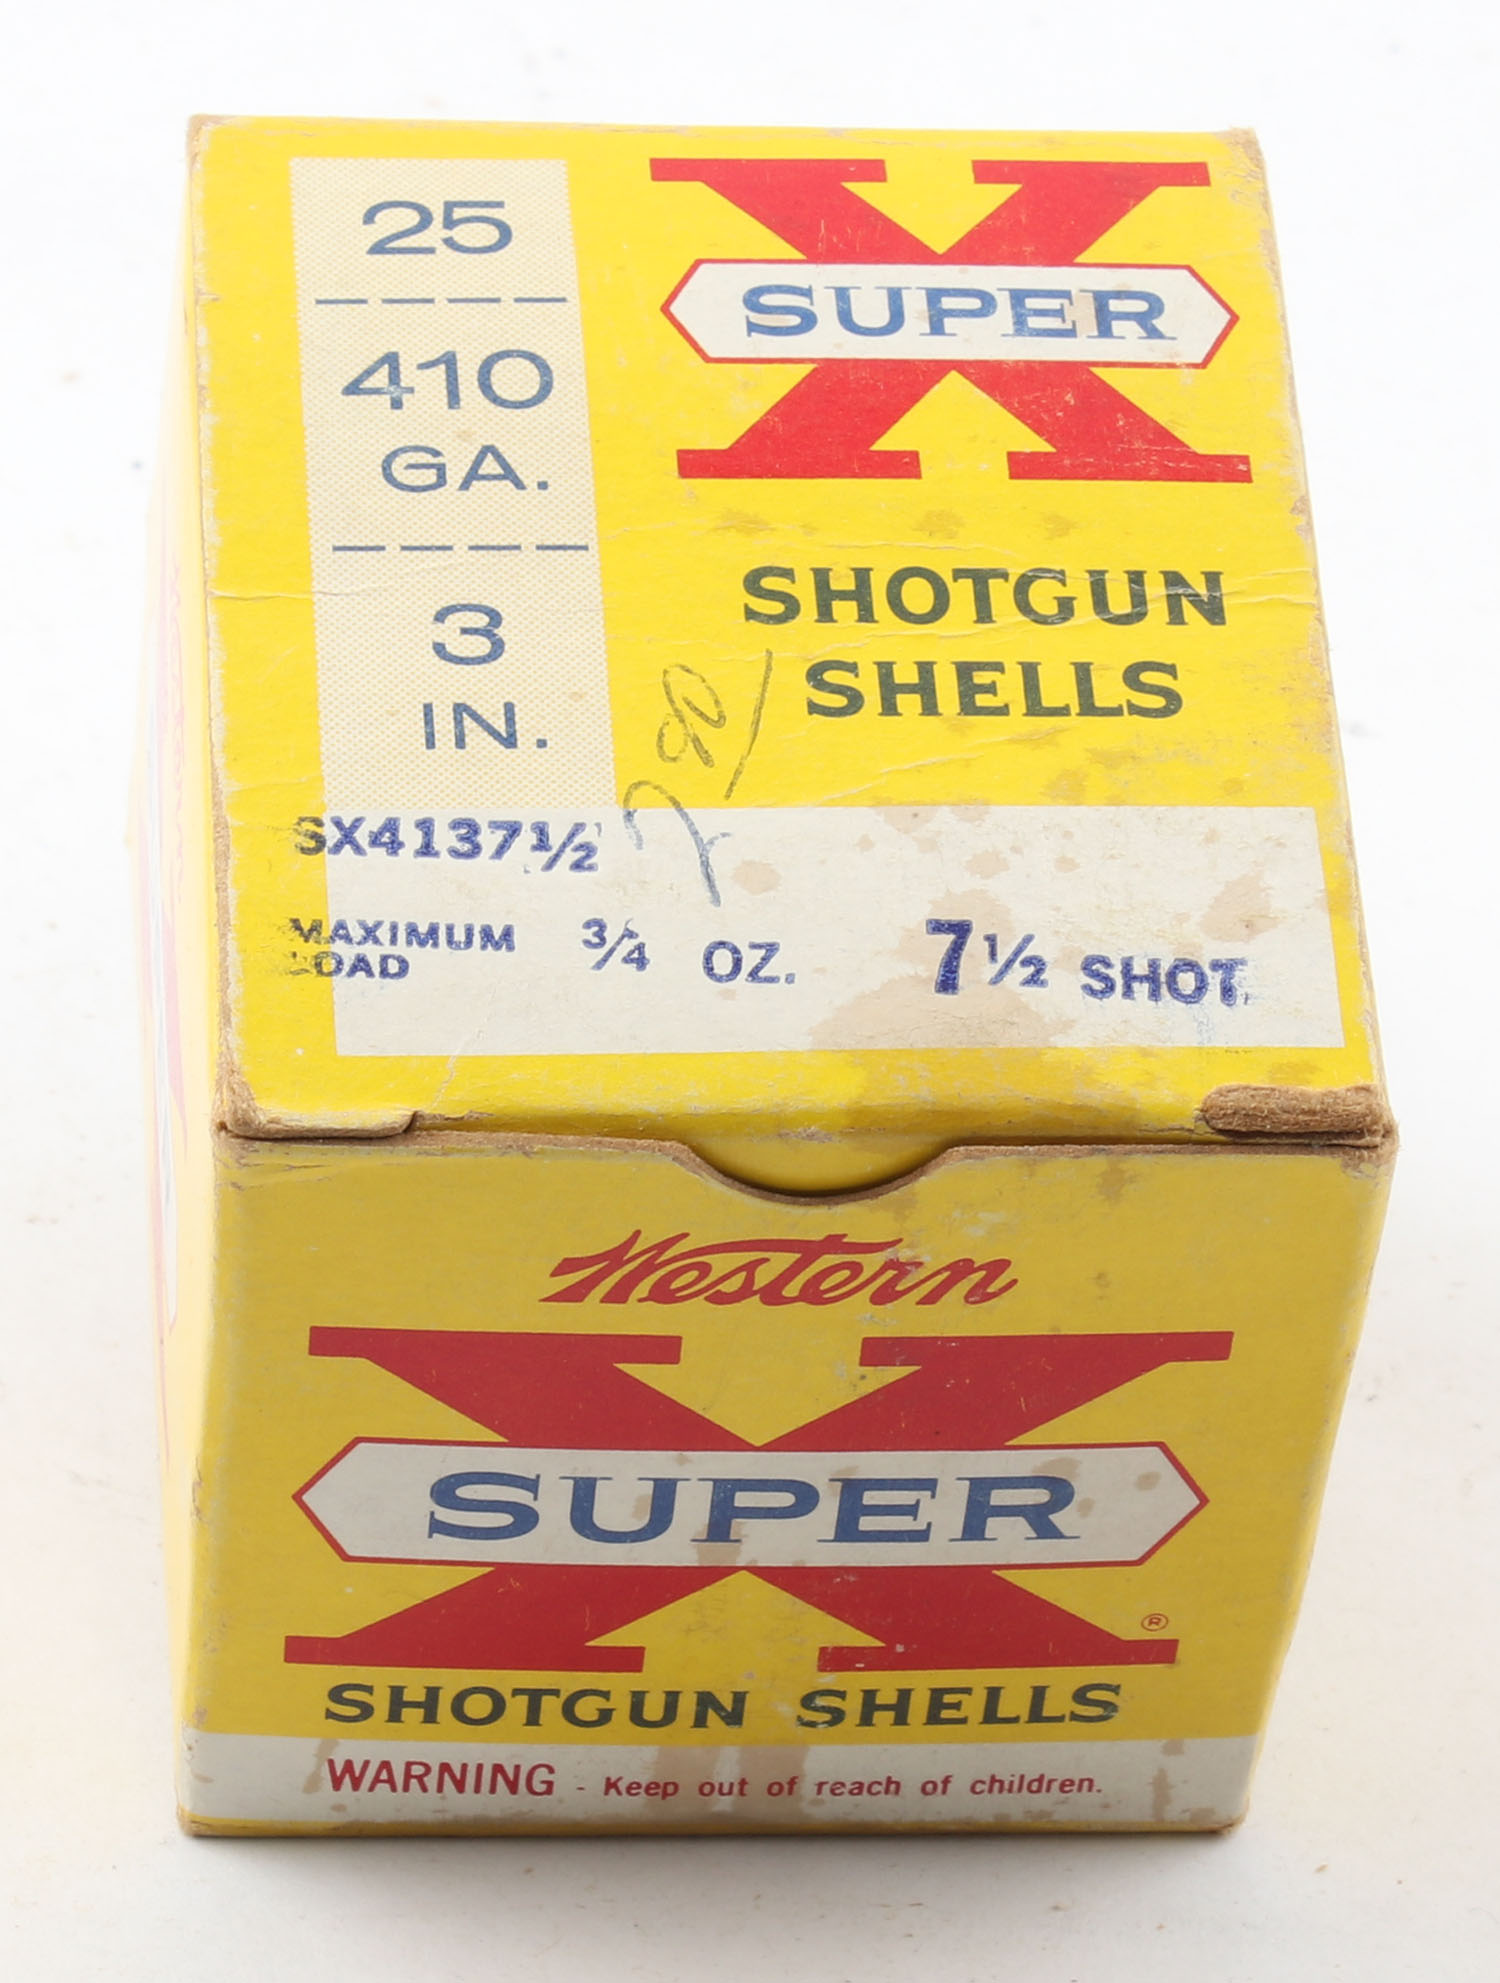 25
410
GA.
3
IN.
SUPER X
SHOTGUN
SHELLS
290/
SX4137½
MAXIMUM
LOAD
¾ OZ. 7½ SHOT.
Western
SUPER X
®
SHOTGUN SHELLS
WARNING - Keep out of reach of children.